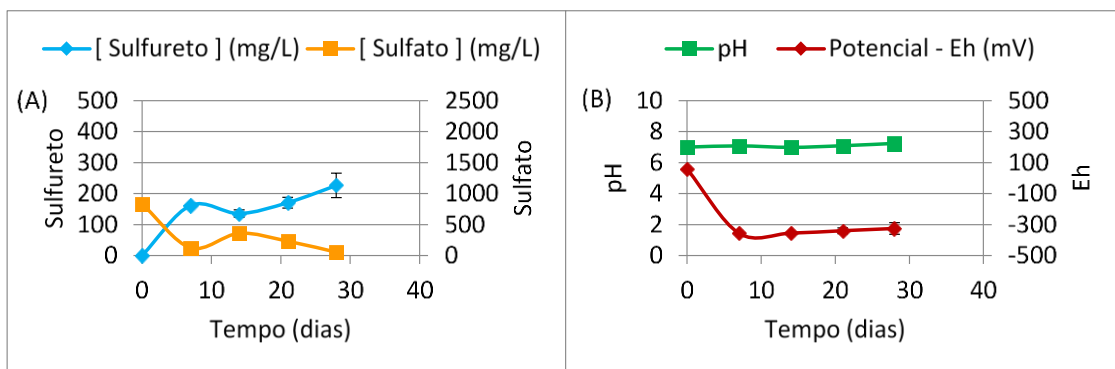 [ Sulfureto ] (mg/L) [ Sulfato ] (mg/L)
(A)
Sulfureto
500
400
300
200
100
0
2500
2000
1500
1000
500
0
Sulfato
0 10 20 30 40
Tempo (dias)
pH Potencial - Eh (mV)
(B)
pH
10
8
6
4
2
0
500
300
100
-100
-300
-500
Eh
0 10 20 30 40
Tempo (dias)